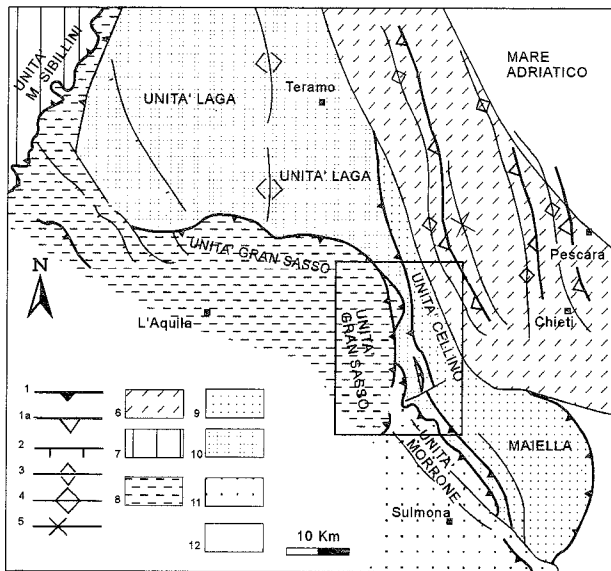 UNITA'
M. SIBILLINI
MARE
ADRIATICO
Teramo
UNITA' LAGA
UNITA' LAGA
UNITA' GRAN SASSO
Pescara
N
L'Aquila
UNITA'
GRAN SASSO
UNITA' CELLINO
Chieti
1
1a
2
3
4
5
6
7
8
9
10
11
12
MAIELLA
UNITA'
MORRONE
Sulmona
10 Km